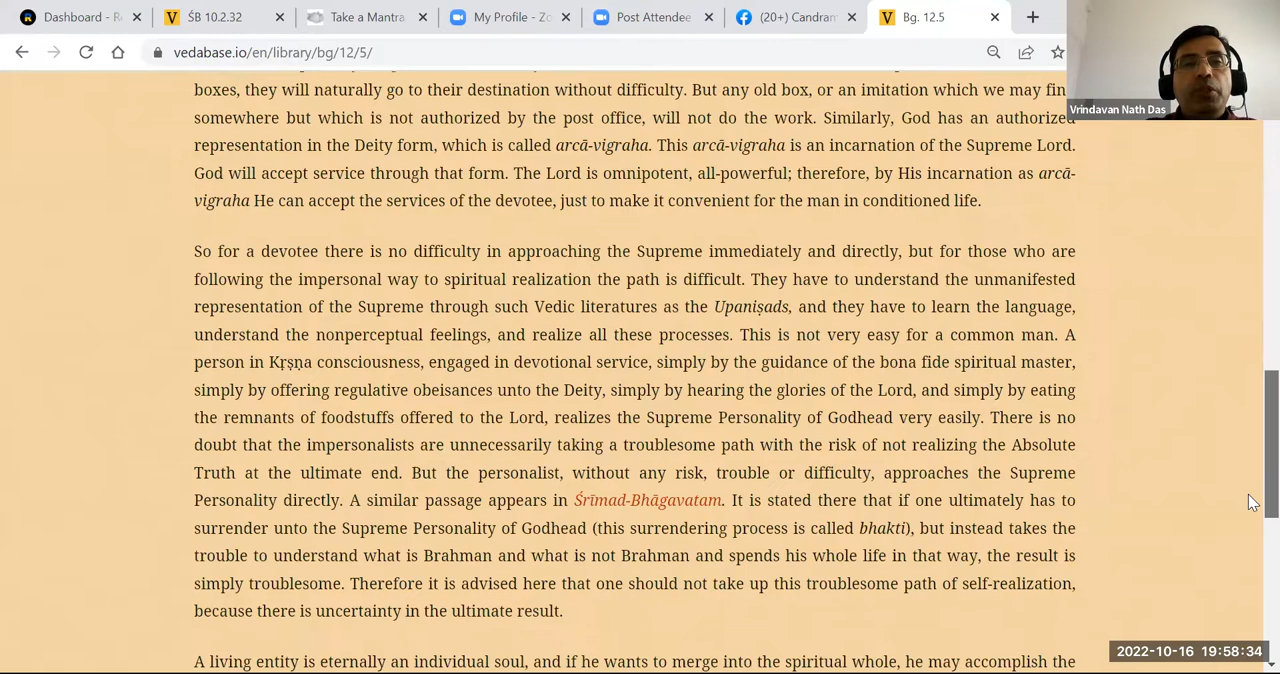 Dashboard - R
ŚB 10.2.32
Take a Mantra
My Profile - Zo
Post Attendee
(20+) Candram
Bg. 12.5
vedabase.io/en/library/bg/12/5/
Vrindavan Nath Das
boxes, they will naturally go to their destination without difficulty. But any old box, or an imitation which we may fin
somewhere but which is not authorized by the post office, will not do the work. Similarly, God has an authorized
representation in the Deity form, which is called arcā-vigraha. This arcā-vigraha is an incarnation of the Supreme Lord.
God will accept service through that form. The Lord is omnipotent, all-powerful; therefore, by His incarnation as arcā-
vigraha He can accept the services of the devotee, just to make it convenient for the man in conditioned life.
So for a devotee there is no difficulty in approaching the Supreme immediately and directly, but for those who are
following the impersonal way to spiritual realization the path is difficult. They have to understand the unmanifested
representation of the Supreme through such Vedic literatures as the Upaniṣads, and they have to learn the language,
understand the nonperceptual feelings, and realize all these processes. This is not very easy for a common man. A
person in Kṛṣṇa consciousness, engaged in devotional service, simply by the guidance of the bona fide spiritual master,
simply by offering regulative obeisances unto the Deity, simply by hearing the glories of the Lord, and simply by eating
the remnants of foodstuffs offered to the Lord, realizes the Supreme Personality of Godhead very easily. There is no
doubt that the impersonalists are unnecessarily taking a troublesome path with the risk of not realizing the Absolute
Truth at the ultimate end. But the personalist, without any risk, trouble or difficulty, approaches the Supreme
Personality directly. A similar passage appears in Śrīmad-Bhāgavatam. It is stated there that if one ultimately has to
surrender unto the Supreme Personality of Godhead (this surrendering process is called bhakti), but instead takes the
trouble to understand what is Brahman and what is not Brahman and spends his whole life in that way, the result is
simply troublesome. Therefore it is advised here that one should not take up this troublesome path of self-realization,
because there is uncertainty in the ultimate result.
2022-10-16 19:58:34
A living entity is eternally an individual soul, and if he wants to merge into the spiritual whole, he may accomplish the